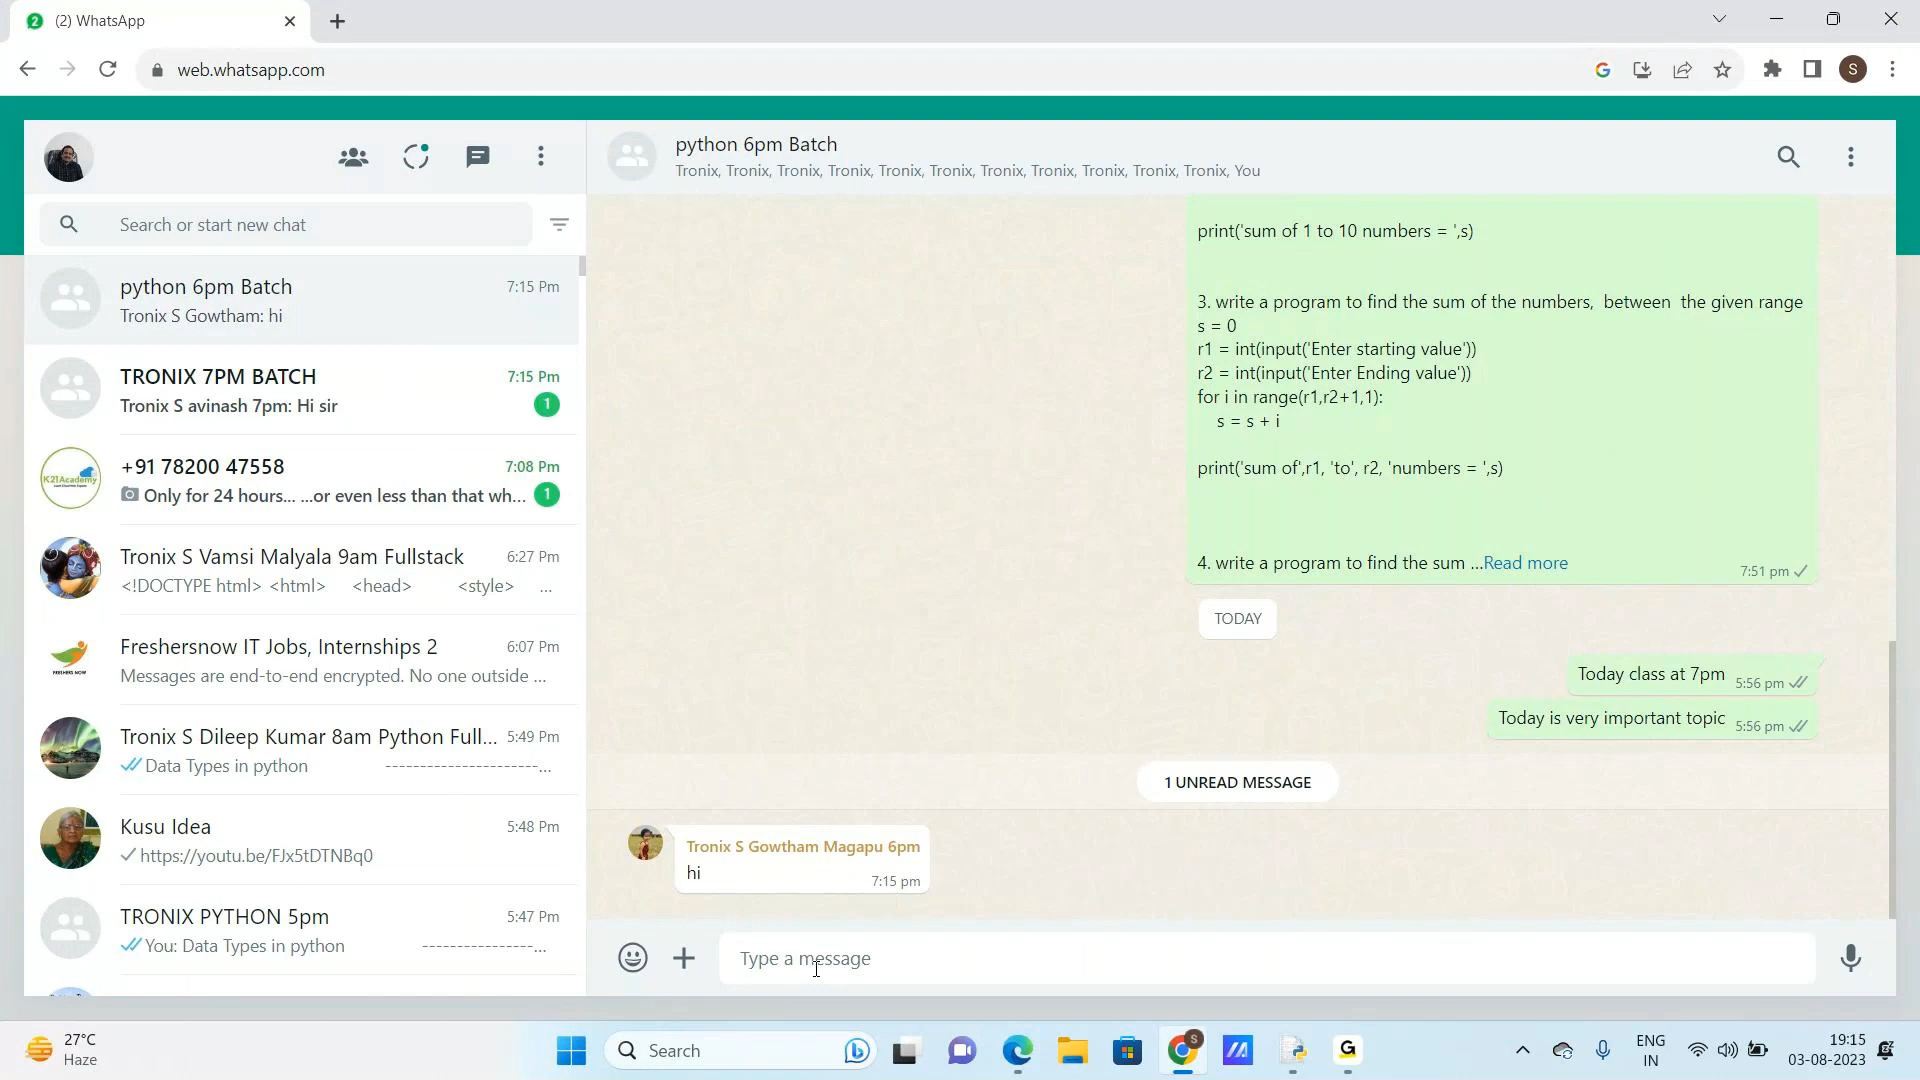 (2) WhatsApp
web.whatsapp.com
S
python 6pm Batch
Tronix, Tronix, Tronix, Tronix, Tronix, Tronix, Tronix, Tronix, Tronix, Tronix, Tronix, You
Search or start new chat
python 6pm Batch 7:15 Pm
Tronix S Gowtham: hi
TRONIX 7PM BATCH 7:15 Pm
Tronix S avinash 7pm: Hi sir 1
K21Academy
+91 78200 47558 7:08 Pm
Only for 24 hours... ...or even less than that wh... 1
Tronix S Vamsi Malyala 9am Fullstack 6:27 Pm
<!DOCTYPE html> <html> <head> <style> ...
FRESHERS NOW
Freshersnow IT Jobs, Internships 2 6:07 Pm
Messages are end-to-end encrypted. No one outside ...
Tronix S Dileep Kumar 8am Python Full... 5:49 Pm
Data Types in python -----------------------...
Kusu Idea 5:48 Pm
https://youtu.be/FJx5tDTNBq0
TRONIX PYTHON 5pm 5:47 Pm
You: Data Types in python ----------------...
print('sum of 1 to 10 numbers = ',s)
3. write a program to find the sum of the numbers, between the given range
s = 0
r1 = int(input('Enter starting value'))
r2 = int(input('Enter Ending value'))
for i in range(r1,r2+1,1):
s = s + i
print('sum of',r1, 'to', r2, 'numbers = ',s)
4. write a program to find the sum ...Read more
7:51 pm
TODAY
Today class at 7pm 5:56 pm
Today is very important topic 5:56 pm
1 UNREAD MESSAGE
Tronix S Gowtham Magapu 6pm
hi
7:15 pm
Type a message
27°C
Haze
Search
S
G
ENG
IN
19:15
03-08-2023